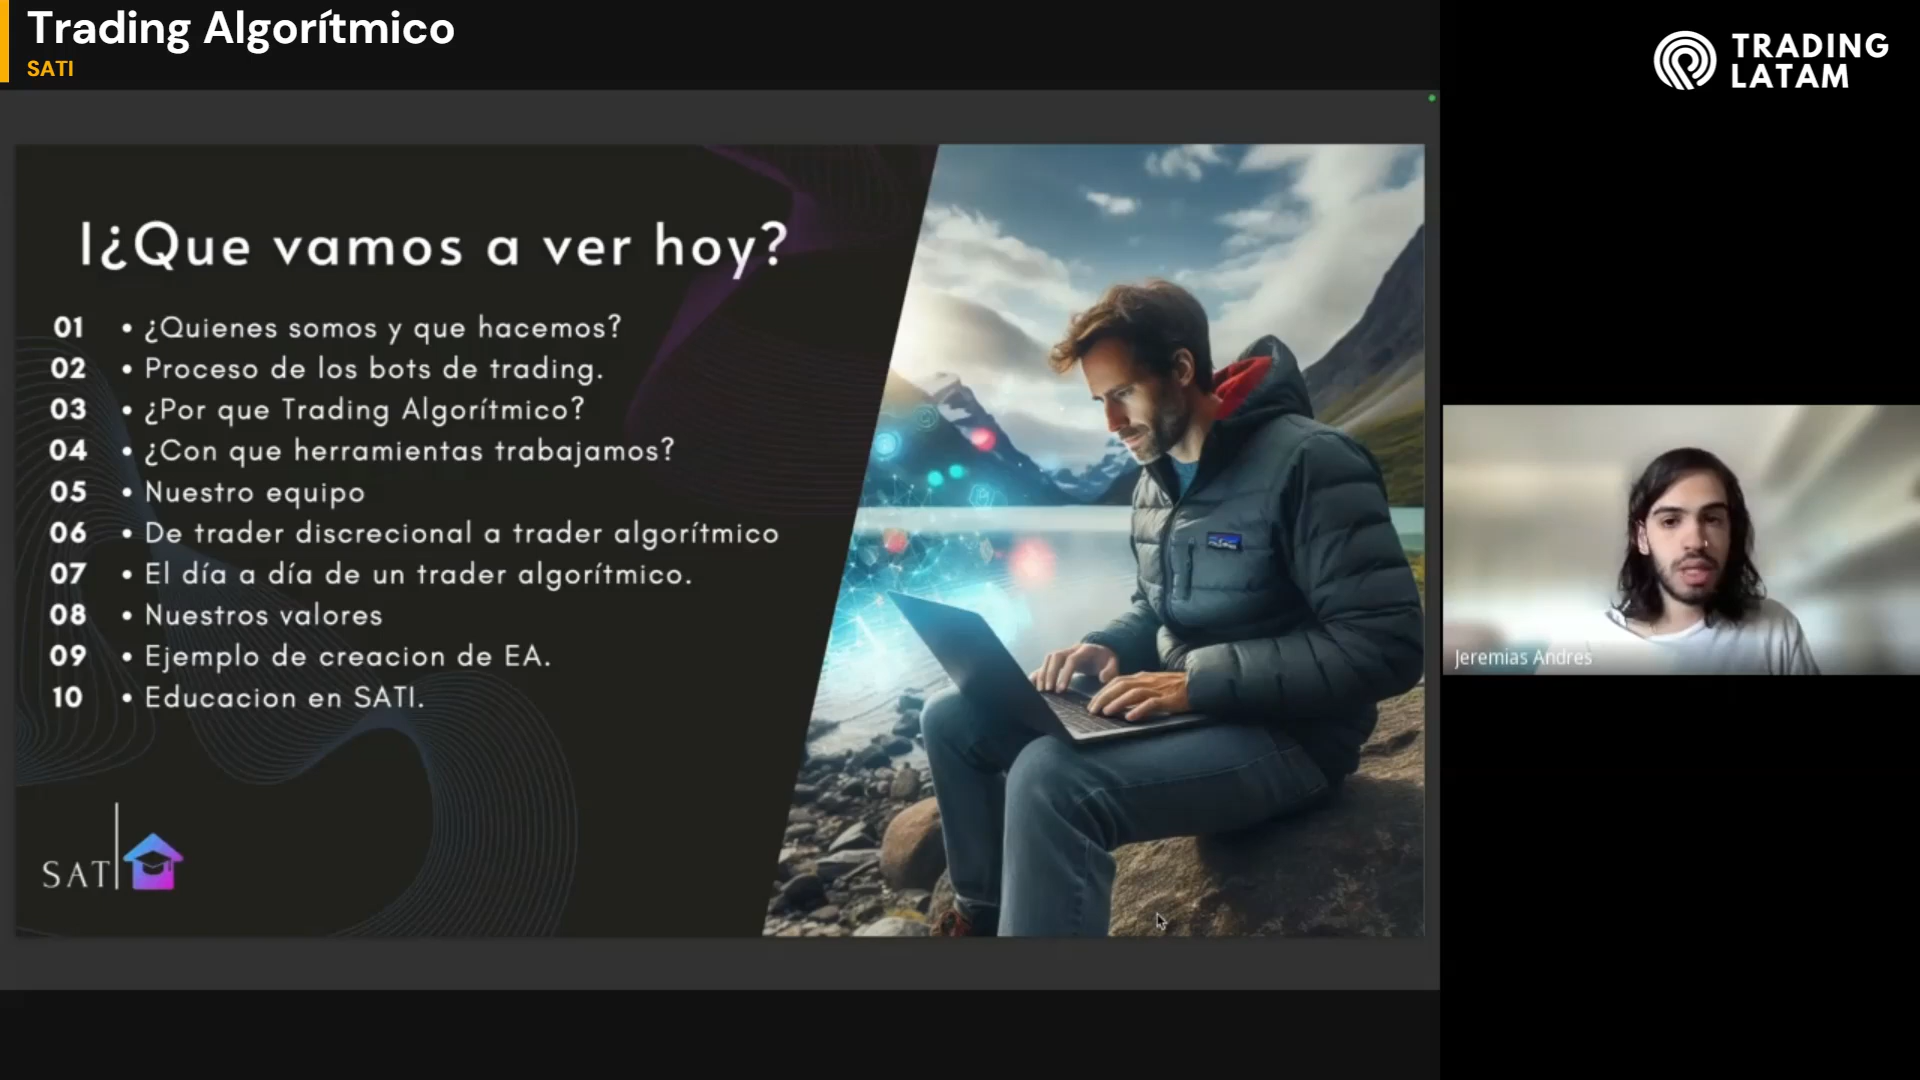 Trading Algorítmico
SATI
TRADING
LATAM
I¿Que vamos a ver hoy?
01 • ¿Quienes somos y que hacemos?
02 • Proceso de los bots de trading.
03 • ¿Por que Trading Algorítmico?
04 • ¿Con que herramientas trabajamos?
05 • Nuestro equipo
06 • De trader discrecional a trader algorítmico
07 • El día a día de un trader algorítmico.
08 • Nuestros valores
09 • Ejemplo de creacion de EA.
10 • Educacion en SATI.
SATI
Jeremias Andres